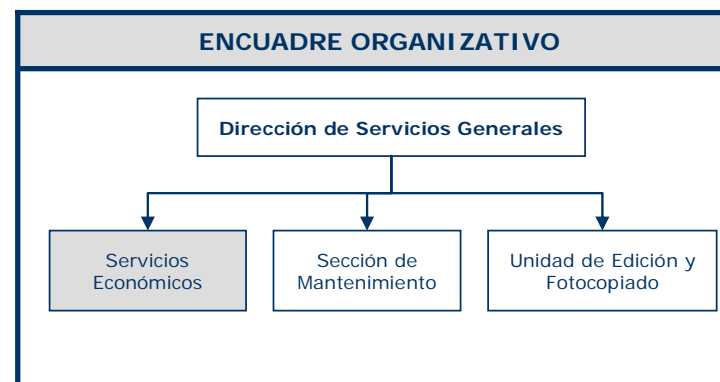 ENCUADRE ORGANIZATIVO
Dirección de Servicios Generales
Servicios
Económicos
Sección de
Mantenimiento
Unidad de Edición y
Fotocopiado